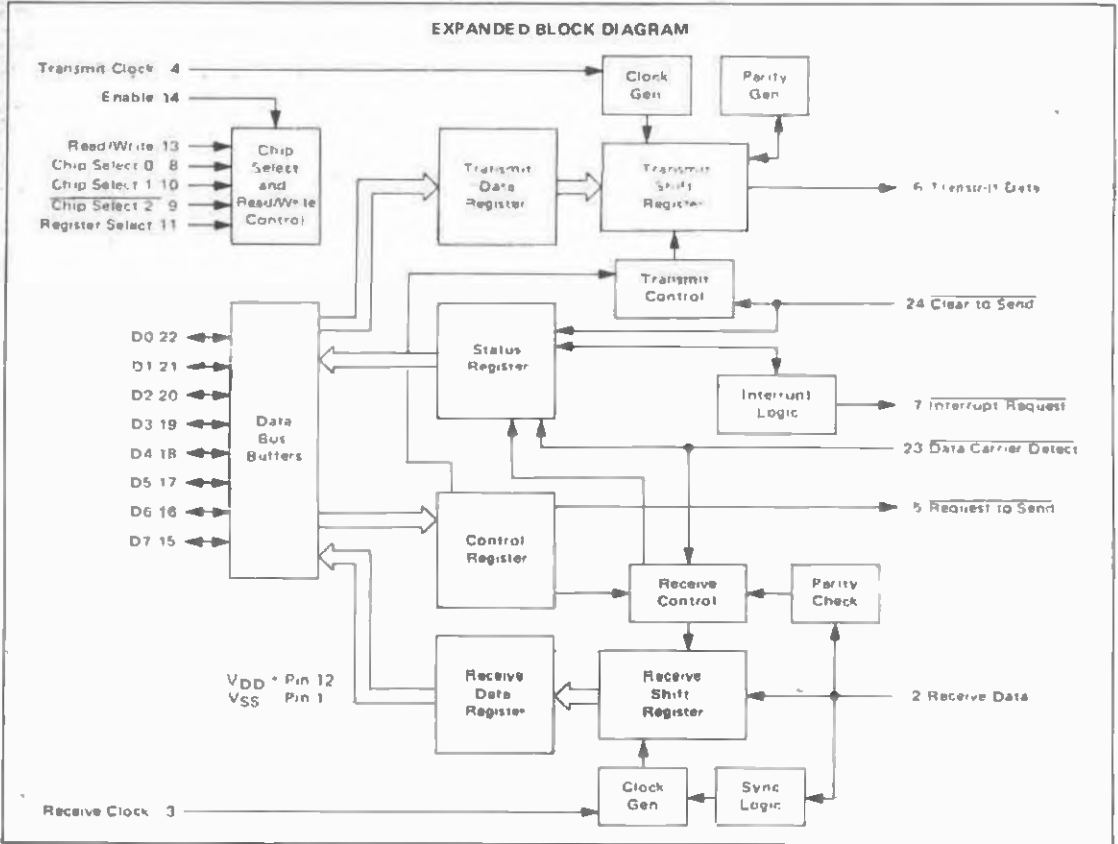 EXPANDED BLOCK DIAGRAM
Transmit Clock 4
Enable 14
Read/Write 13
Chip Select 0 8
Chip Select 1 10
Chip Select 2 9
Register Select 11
Chip
Select
and
Read/Write
Control
Transmit
Data
Register
Clock
Gen
Parity
Gen
Transmit
Shift
Register
6 Transmit Data
Transmit
Control
24 Clear to Send
D0 22
D1 21
D2 20
D3 19
D4 18
D5 17
D6 16
D7 15
Data
Bus
Buffers
Status
Register
Interrupt
Logic
7 Interrupt Request
23 Data Carrier Detect
Control
Register
5 Request to Send
Receive
Control
Parity
Check
VDD * Pin 12
VSS Pin 1
Receive
Data
Register
Receive
Shift
Register
2 Receive Data
Receive Clock 3
Clock
Gen
Sync
Logic